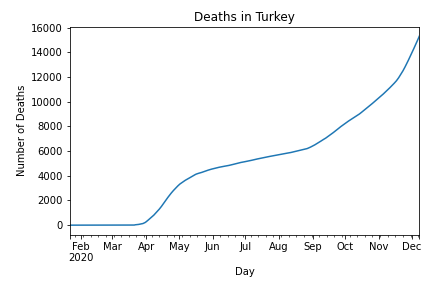 Deaths in Turkey
16000
14000
12000
10000
8000
6000
4000
2000
0
Number of Deaths
Feb Mar Apr May Jun Jul Aug Sep Oct Nov Dec
2020
Day